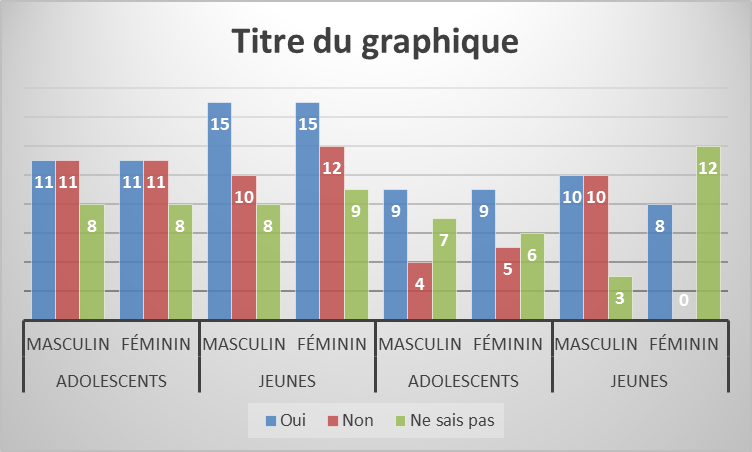 Titre du graphique
15 15
12 12
11 11 11 11 10 10 10
8 8 8 9 9 9 8
7
4 5 6
3 0
MASCULIN FÉMININ MASCULIN FÉMININ MASCULIN FÉMININ MASCULIN FÉMININ
ADOLESCENTS JEUNES ADOLESCENTS JEUNES
Oui Non Ne sais pas